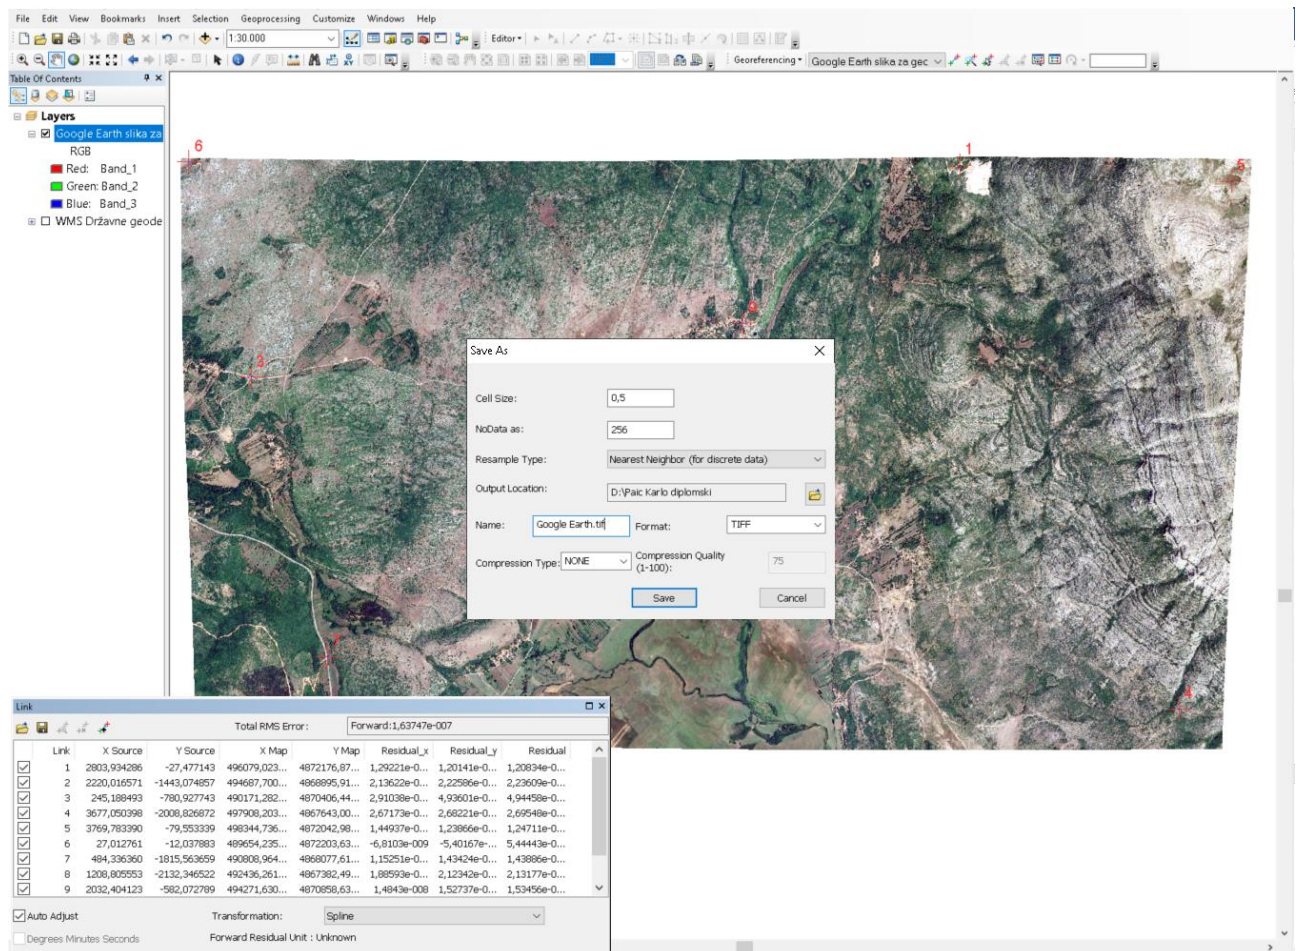 File Edit View Bookmarks Insert Selection Geoprocessing Customize Windows Help
1:30.000 Editor
Georeferencing Google Earth slika za gec
Table Of Contents
Layers
Google Earth slika za
RGB
Red: Band_1
Green: Band_2
Blue: Band_3
WMS Državne geode
6
1
5
3
4
7
Save As
Cell Size: 0,5
NoData as: 256
Resample Type: Nearest Neighbor (for discrete data)
Output Location: D:\Paic Karlo diplomski
Name: Google Earth.tif Format: TIFF
Compression Type: NONE Compression Quality (1-100): 75
Save Cancel
Link
Total RMS Error: Forward:1,63747e-007
Link X Source Y Source X Map Y Map Residual_x Residual_y Residual
1 2803,934286 -27,477143 496079,023... 4872176,87... 1,29221e-0... 1,20141e-0... 1,20834e-0...
2 2220,016571 -1443,074857 494687,700... 4868895,91... 2,13622e-0... 2,22586e-0... 2,23609e-0...
3 245,188493 -780,927743 490171,282... 4870406,44... 2,91038e-0... 4,93601e-0... 4,94458e-0...
4 3677,050398 -2008,826872 497908,203... 4867643,00... 2,67173e-0... 2,68221e-0... 2,69548e-0...
5 3769,783390 -79,553339 498344,736... 4872042,98... 1,44937e-0... 1,23866e-0... 1,24711e-0...
6 27,012761 -12,037883 489654,235... 4872203,63... -6,8103e-009 -5,40167e-... 5,44443e-0...
7 484,336360 -1815,563659 490808,964... 4868077,61... 1,15251e-0... 1,43424e-0... 1,43886e-0...
8 1208,805553 -2132,346522 492436,261... 4867382,49... 1,88593e-0... 2,12342e-0... 2,13177e-0...
9 2032,404123 -582,072789 494271,630... 4870858,63... 1,4843e-008 1,52737e-0... 1,53456e-0...
Auto Adjust Transformation: Spline
Degrees Minutes Seconds Forward Residual Unit : Unknown